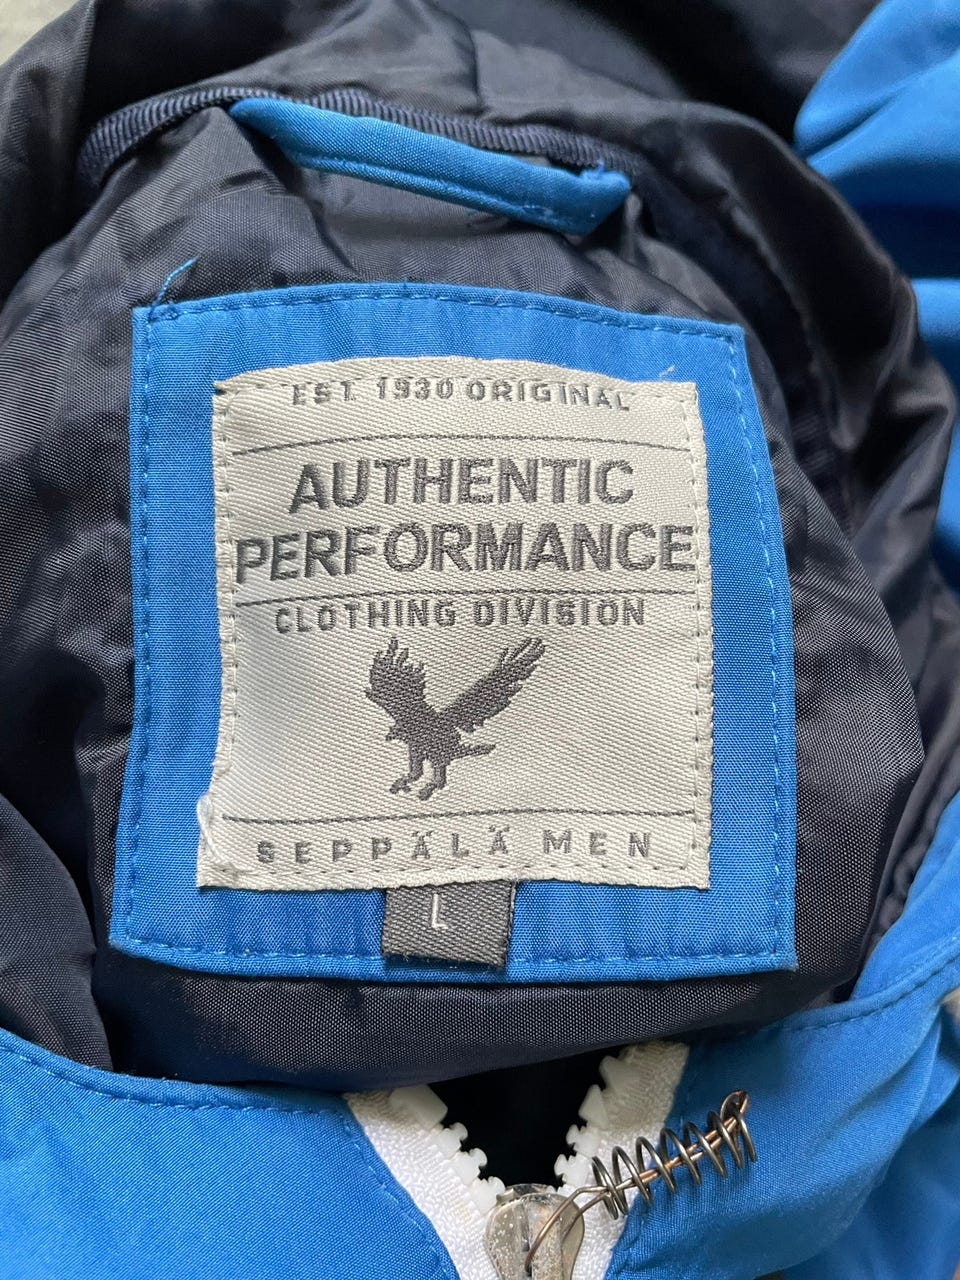 EST. 1930 ORIGINAL
AUTHENTIC
PERFORMANCE
CLOTHING DIVISION
SEPPÄLÄ MEN
L